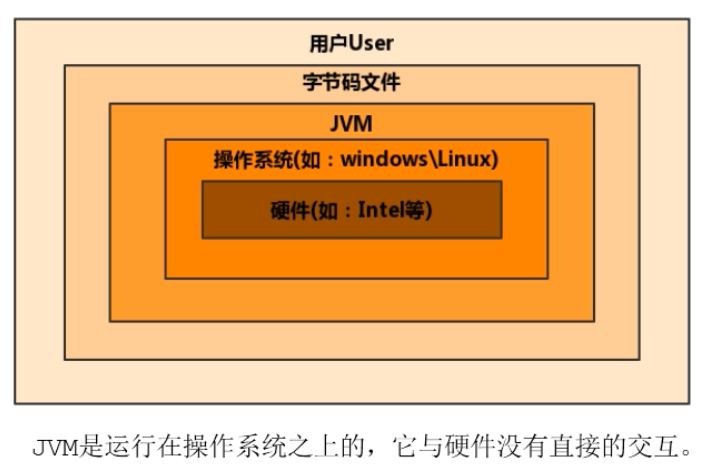 用户User
字节码文件
JVM
操作系统(如：windows\Linux)
硬件(如：Intel等)
JVM是运行在操作系统之上的，它与硬件没有直接的交互。